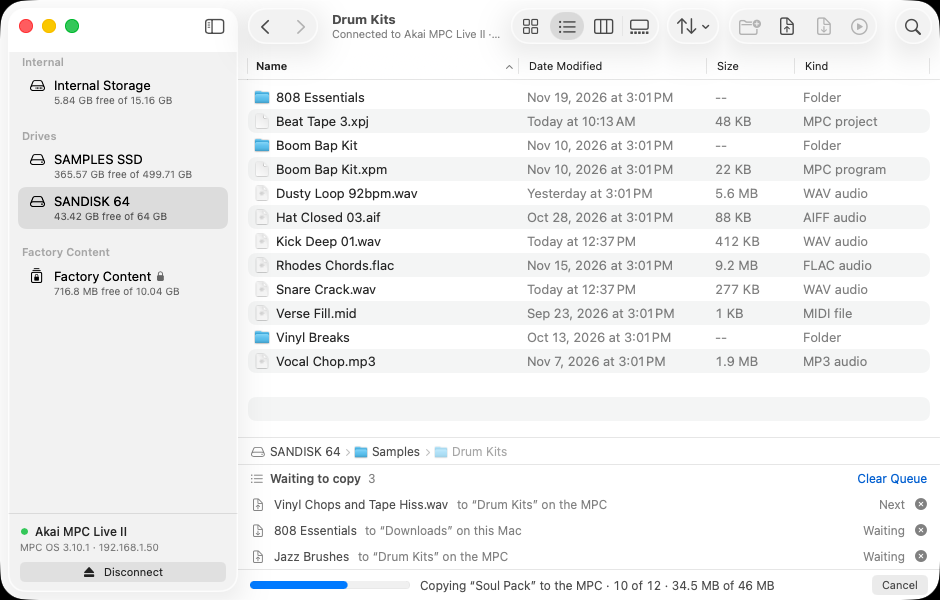 Drum Kits
Connected to Akai MPC Live II ·...
Internal
Internal Storage
5.84 GB free of 15.16 GB
Drives
SAMPLES SSD
365.57 GB free of 499.71 GB
SANDISK 64
43.42 GB free of 64 GB
Factory Content
Factory Content
716.8 MB free of 10.04 GB
Akai MPC Live II
MPC OS 3.10.1 · 192.168.1.50
Disconnect
Name Date Modified Size Kind
808 Essentials Nov 19, 2026 at 3:01 PM -- Folder
Beat Tape 3.xpj Today at 10:13 AM 48 KB MPC project
Boom Bap Kit Nov 10, 2026 at 3:01 PM -- Folder
Boom Bap Kit.xpm Nov 10, 2026 at 3:01 PM 22 KB MPC program
Dusty Loop 92bpm.wav Yesterday at 3:01 PM 5.6 MB WAV audio
Hat Closed 03.aif Oct 28, 2026 at 3:01 PM 88 KB AIFF audio
Kick Deep 01.wav Today at 12:37 PM 412 KB WAV audio
Rhodes Chords.flac Nov 15, 2026 at 3:01 PM 9.2 MB FLAC audio
Snare Crack.wav Today at 12:37 PM 277 KB WAV audio
Verse Fill.mid Sep 23, 2026 at 3:01 PM 1 KB MIDI file
Vinyl Breaks Oct 13, 2026 at 3:01 PM -- Folder
Vocal Chop.mp3 Nov 7, 2026 at 3:01 PM 1.9 MB MP3 audio
SANDISK 64 › Samples › Drum Kits
Waiting to copy 3 Clear Queue
Vinyl Chops and Tape Hiss.wav to “Drum Kits” on the MPC Next
808 Essentials to “Downloads” on this Mac Waiting
Jazz Brushes to “Drum Kits” on the MPC Waiting
Copying “Soul Pack” to the MPC · 10 of 12 · 34.5 MB of 46 MB Cancel